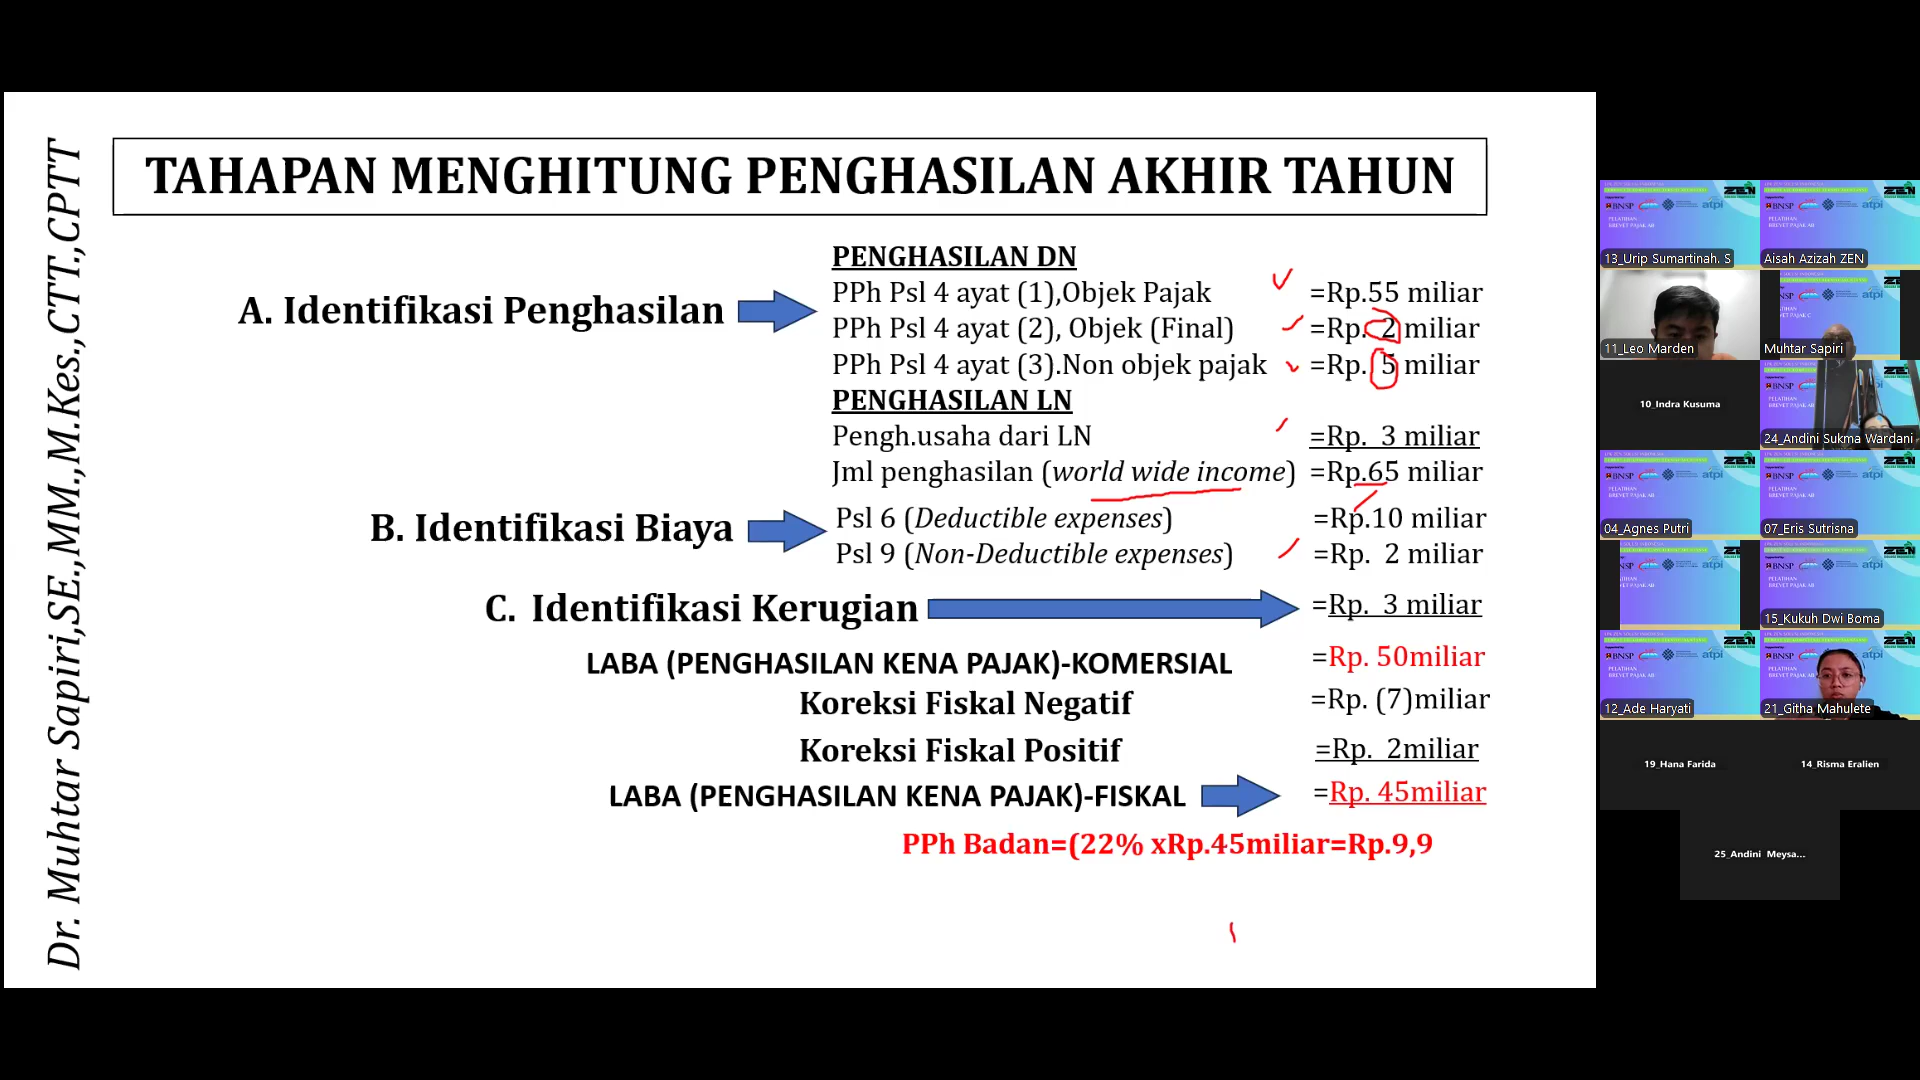 Dr. Muhtar Sapiri,SE.,MM.,M.Kes.,CTT.,CPTT
TAHAPAN MENGHITUNG PENGHASILAN AKHIR TAHUN
A. Identifikasi Penghasilan
PENGHASILAN DN
PPh Psl 4 ayat (1),Objek Pajak =Rp.55 miliar
PPh Psl 4 ayat (2), Objek (Final) =Rp. 2 miliar
PPh Psl 4 ayat (3).Non objek pajak =Rp. 5 miliar
PENGHASILAN LN
Pengh.usaha dari LN =Rp. 3 miliar
Jml penghasilan (world wide income) =Rp.65 miliar
B. Identifikasi Biaya
Psl 6 (Deductible expenses) =Rp.10 miliar
Psl 9 (Non-Deductible expenses) =Rp. 2 miliar
C. Identifikasi Kerugian =Rp. 3 miliar
LABA (PENGHASILAN KENA PAJAK)-KOMERSIAL =Rp. 50miliar
Koreksi Fiskal Negatif =Rp. (7)miliar
Koreksi Fiskal Positif =Rp. 2miliar
LABA (PENGHASILAN KENA PAJAK)-FISKAL =Rp. 45miliar
PPh Badan=(22% xRp.45miliar=Rp.9,9
13_Urip Sumartinah. S
Aisah Azizah ZEN
11_Leo Marden
Muhtar Sapiri
10_Indra Kusuma
24_Andini Sukma Wardani
04_Agnes Putri
07_Eris Sutrisna
15_Kukuh Dwi Boma
12_Ade Haryati
21_Githa Mahulete
19_Hana Farida
14_Risma Eralien
25_Andini Meysa...